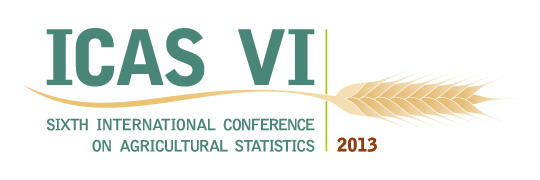 ICAS VI
SIXTH INTERNATIONAL CONFERENCE
ON AGRICULTURAL STATISTICS
2013